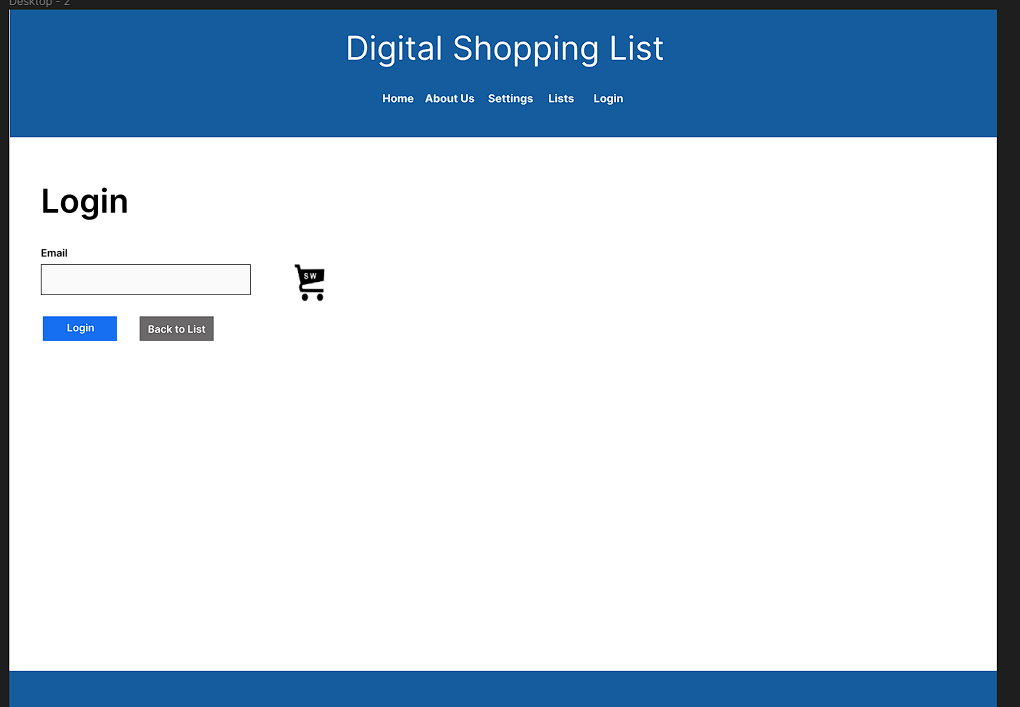 Desktop - 2
Digital Shopping List
Home About Us Settings Lists Login
Login
Email
SW
Login Back to List